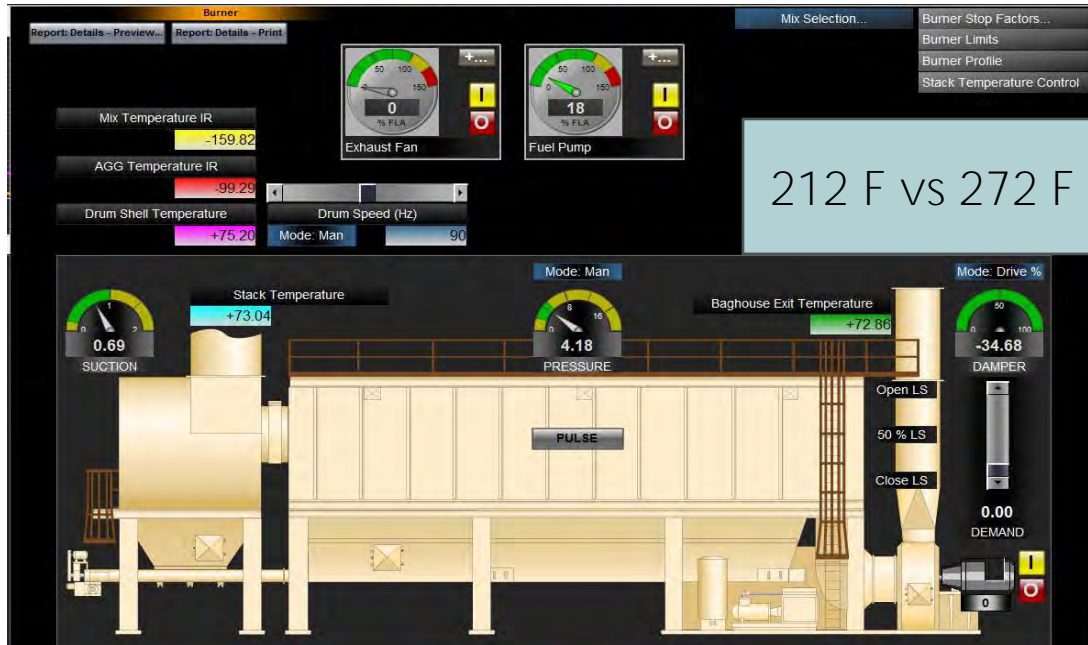 Burner
Report: Details - Preview...
Report: Details - Print
Mix Selection...
Burner Stop Factors...
Burner Limits
Burner Profile
Stack Temperature Control
0 50 100 150
0
% FLA
+...
I
O
Exhaust Fan
0 50 100 150
18
% FLA
+...
I
O
Fuel Pump
Mix Temperature IR
-159.82
AGG Temperature IR
-99.29
Drum Shell Temperature
+75.20
Drum Speed (Hz)
Mode: Man
90
212 F vs 272 F
0 1 2
0.69
SUCTION
Stack Temperature
+73.04
Mode: Man
0 8 16
4.18
PRESSURE
Baghouse Exit Temperature
+72.86
Mode: Drive %
0 50 100
-34.68
DAMPER
Open LS
50 % LS
Close LS
PULSE
0.00
DEMAND
I
O
0